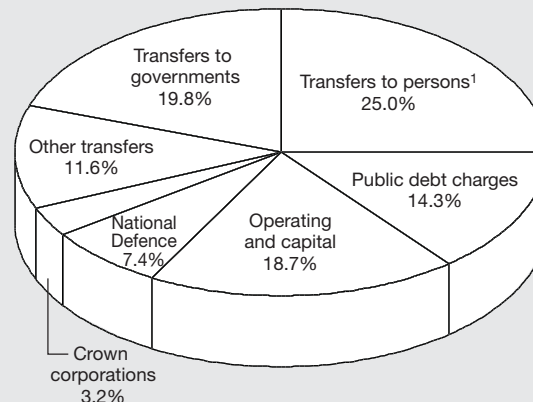 Transfers to
governments
19.8%
Transfers to persons¹
25.0%
Other transfers
11.6%
Public debt charges
14.3%
National
Defence
7.4%
Operating
and capital
18.7%
Crown
corporations
3.2%